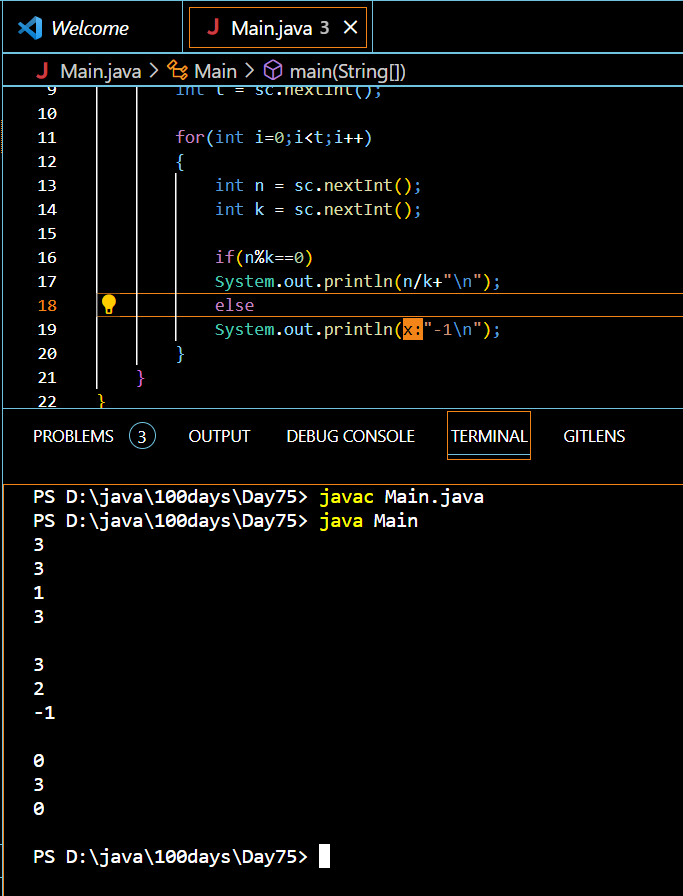 Welcome
J Main.java 3 ×
J Main.java > Main > main(String[])
9 int t = sc.nextInt();
10
11 for(int i=0;i<t;i++)
12 {
13 int n = sc.nextInt();
14 int k = sc.nextInt();
15
16 if(n%k==0)
17 System.out.println(n/k+"\n");
18 else
19 System.out.println(x:"-1\n");
20 }
21 }
22 }
PROBLEMS 3 OUTPUT DEBUG CONSOLE TERMINAL GITLENS
PS D:\java\100days\Day75> javac Main.java
PS D:\java\100days\Day75> java Main
3
3
1
3
3
2
-1
0
3
0
PS D:\java\100days\Day75>